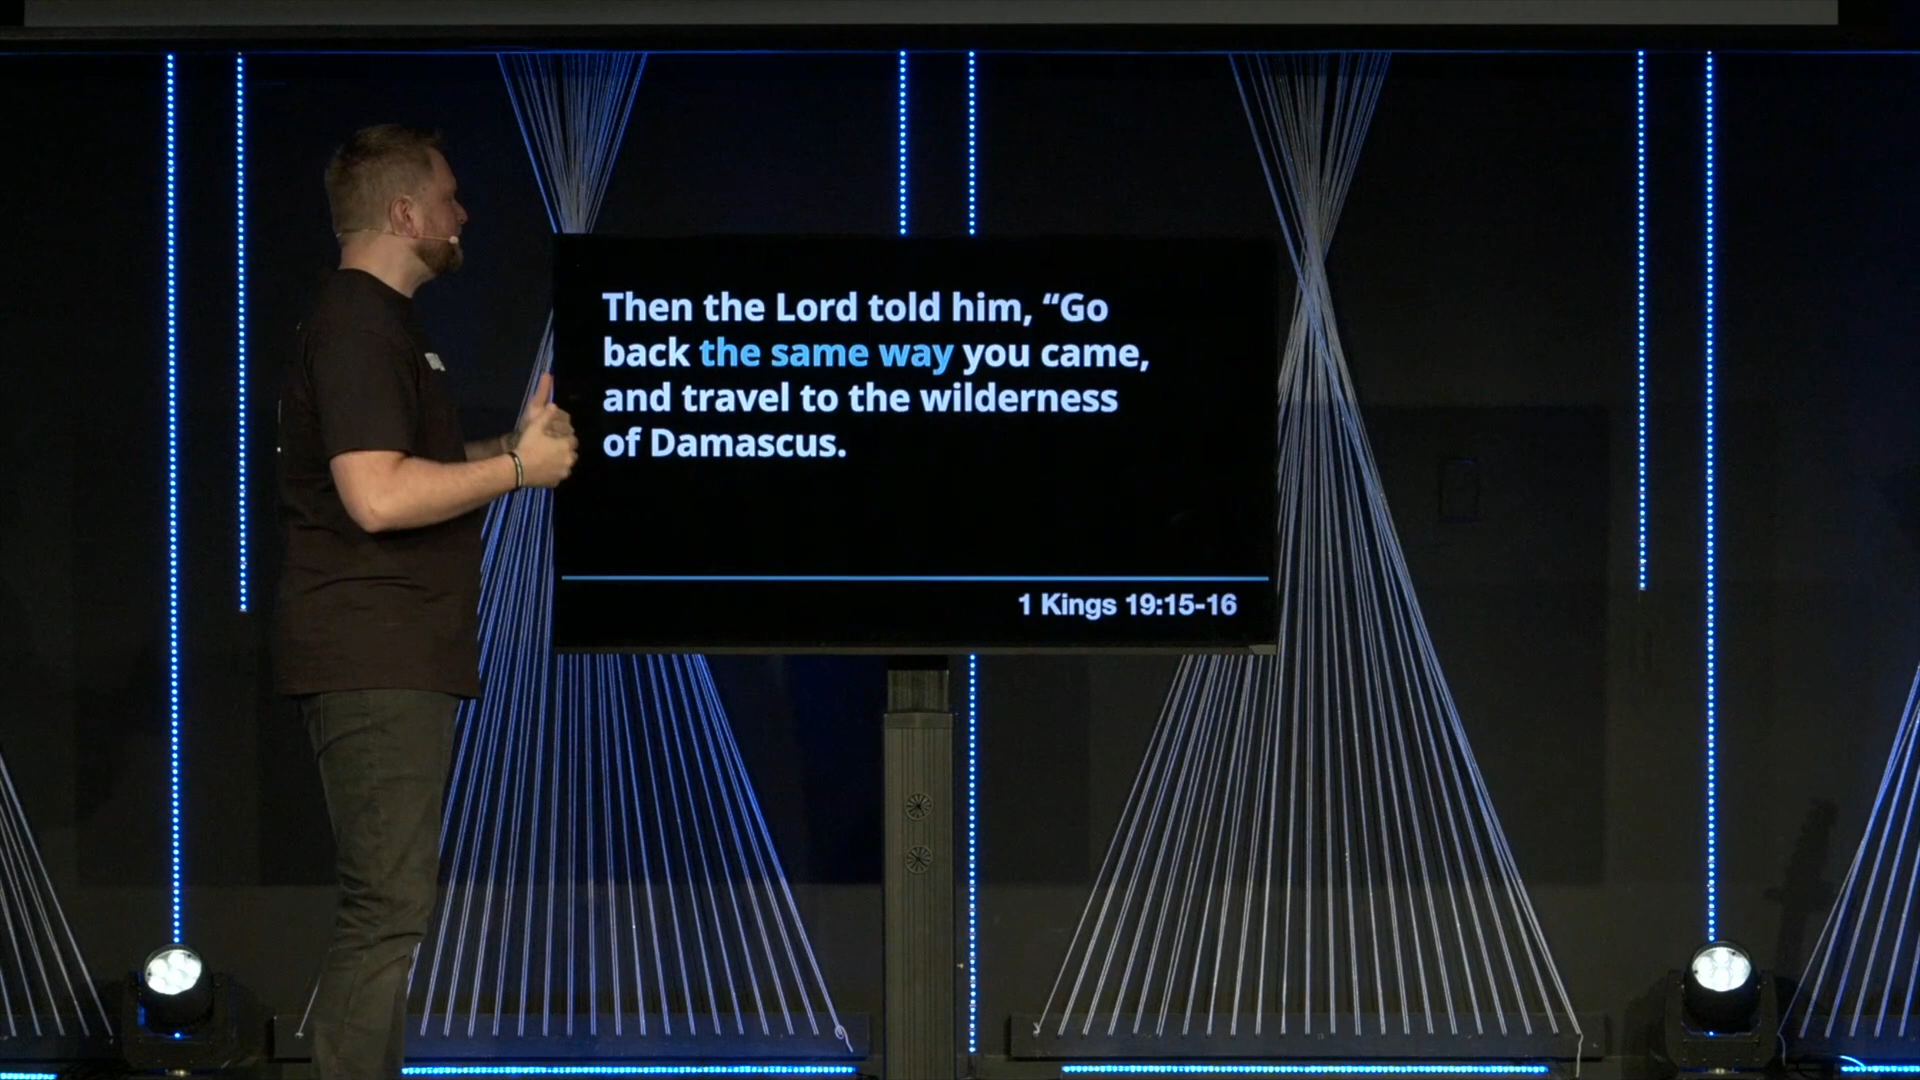 Then the Lord told him, “Go
back the same way you came,
and travel to the wilderness
of Damascus.
1 Kings 19:15-16